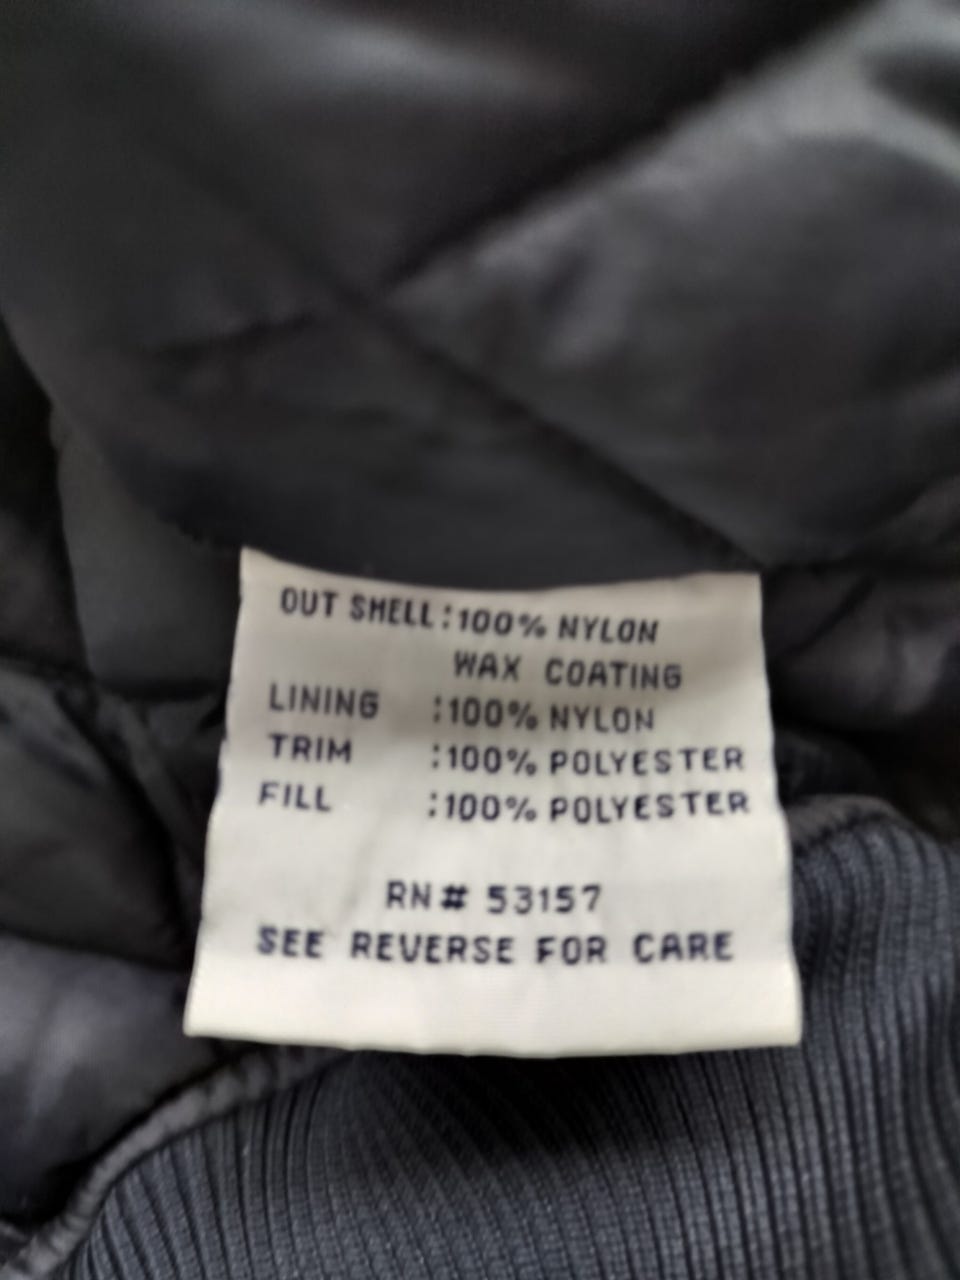 OUT SHELL:100% NYLON
WAX COATING
LINING :100% NYLON
TRIM :100% POLYESTER
FILL :100% POLYESTER
RN# 53157
SEE REVERSE FOR CARE